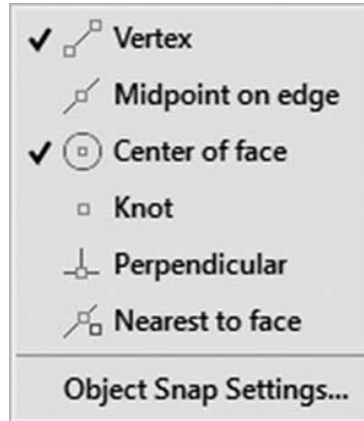 Vertex
Midpoint on edge
Center of face
Knot
Perpendicular
Nearest to face
Object Snap Settings...